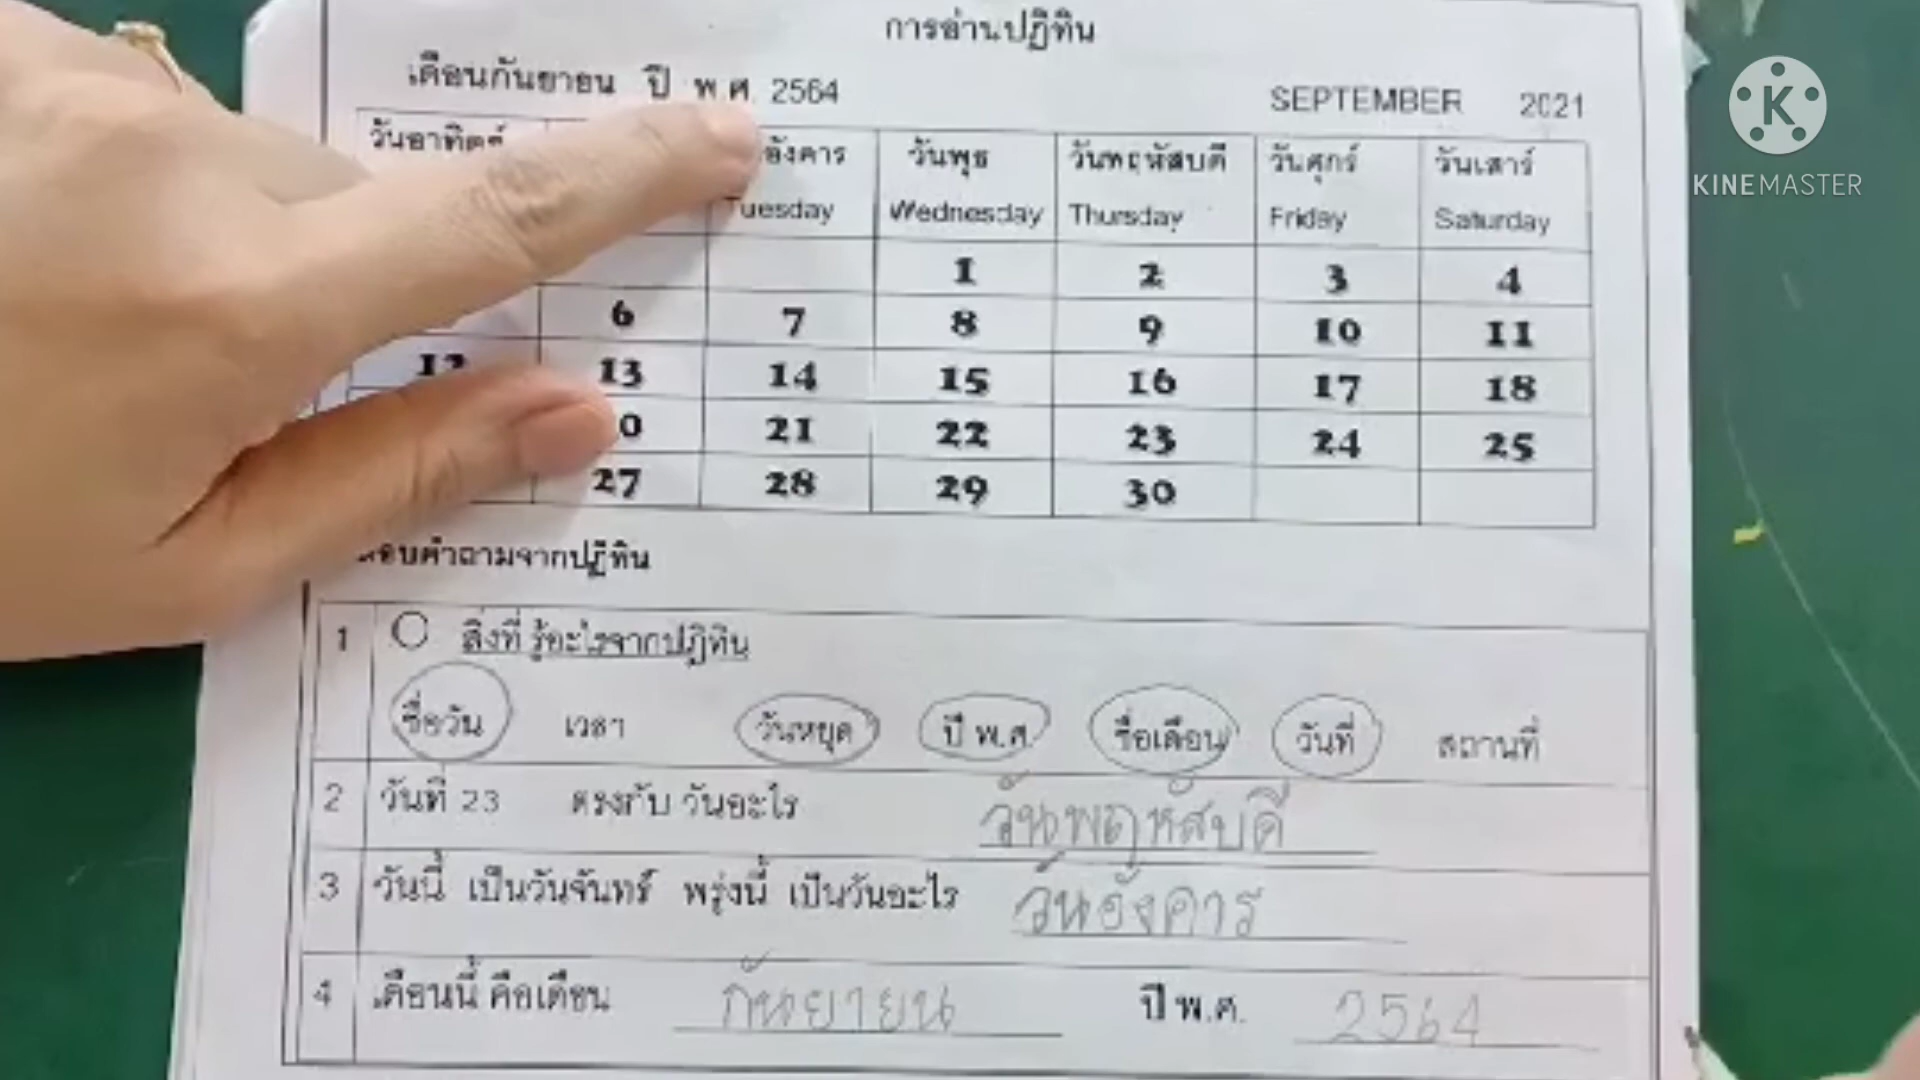 การอ่านปฏิทิน
เดือนกันยายน ปี พ.ศ. 2564 SEPTEMBER 2021
วันอาทิตย์ อังคาร วันพุธ วันพฤหัสบดี วันศุกร์ วันเสาร์
Tuesday Wednesday Thursday Friday Saturday
1 2 3 4
6 7 8 9 10 11
12 13 14 15 16 17 18
0 21 22 23 24 25
27 28 29 30
ตอบคำถามจากปฏิทิน
1 สิ่งที่ รู้อะไรจากปฏิทิน
ชื่อวัน เวลา วันหยุด ปี พ.ศ. ชื่อเดือน วันที่ สถานที่
2 วันที่ 23 ตรงกับ วันอะไร วันพฤหัสบดี
3 วันนี้ เป็นวันจันทร์ พรุ่งนี้ เป็นวันอะไร วันอังคาร
4 เดือนนี้ คือเดือน กันยายน ปี พ.ศ. 2564
K
KINEMASTER